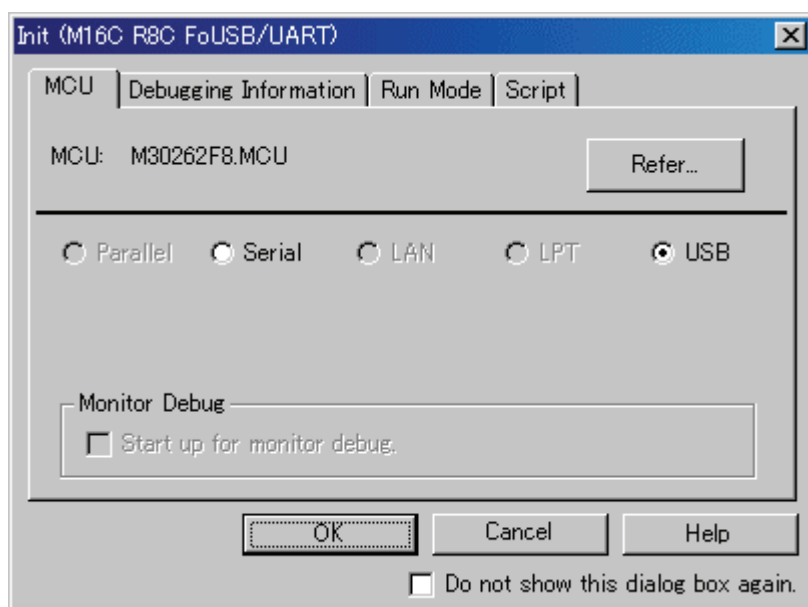 Init (M16C R8C FoUSB/UART)
MCU Debugging Information Run Mode Script
MCU: M30262F8.MCU Refer...
Parallel Serial LAN LPT USB
Monitor Debug
Start up for monitor debug.
OK Cancel Help
Do not show this dialog box again.